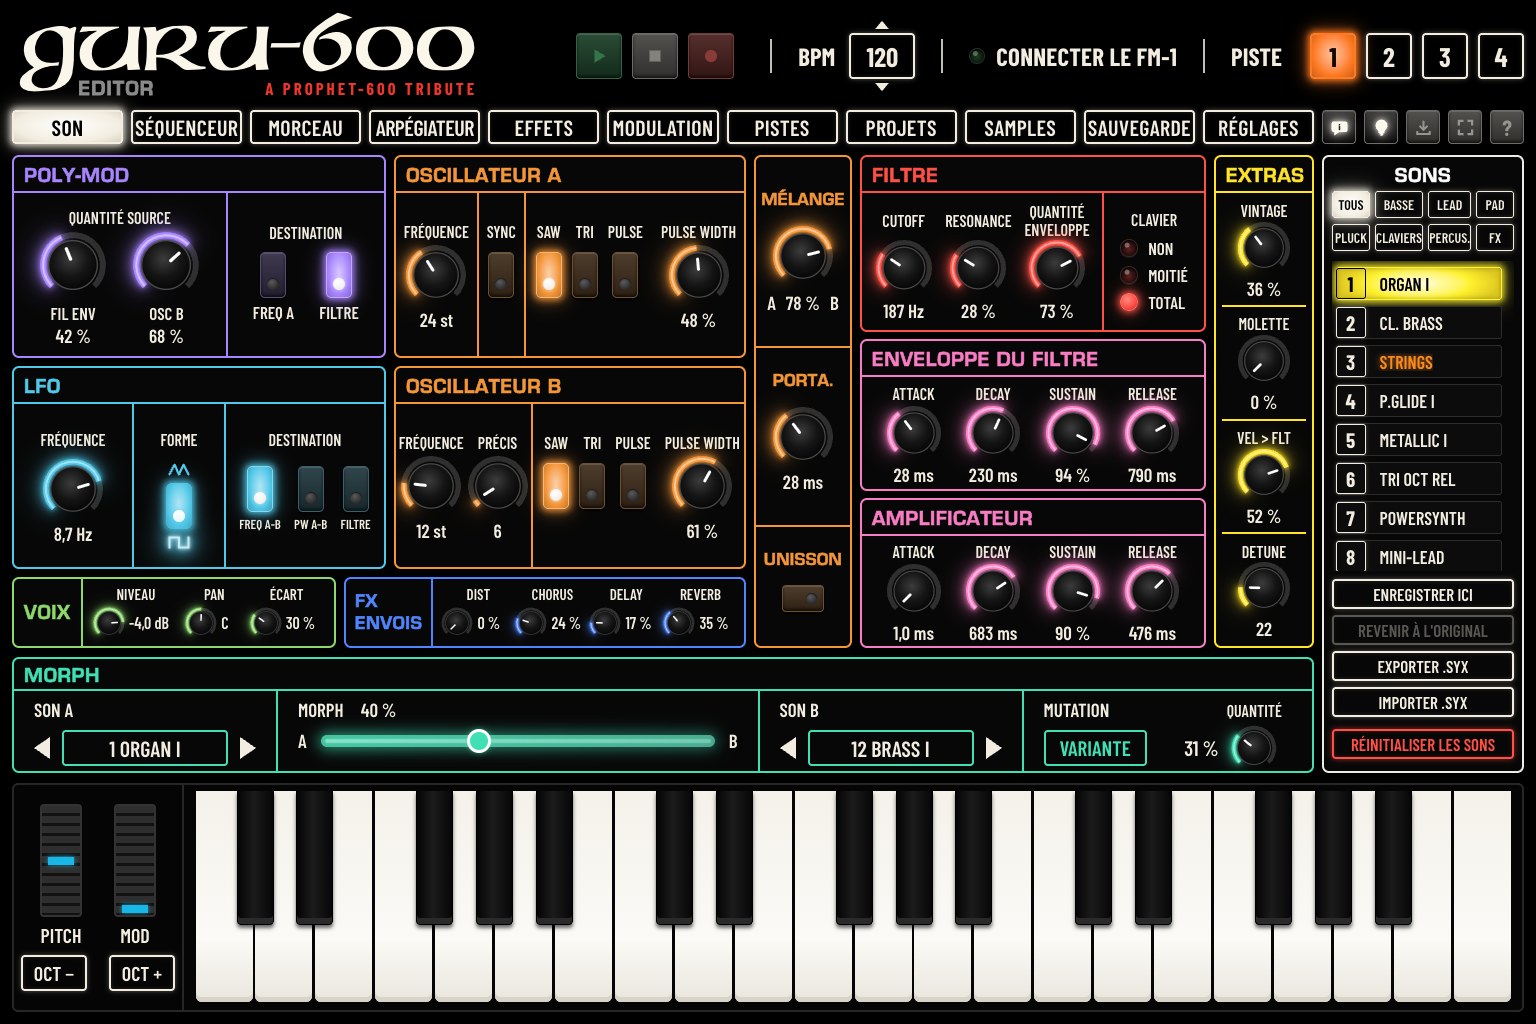 guru-600
EDITOR
A PROPHET-600 TRIBUTE
BPM 120
CONNECTER LE FM-1
PISTE 1 2 3 4
SON SÉQUENCEUR MORCEAU ARPÉGIATEUR EFFETS MODULATION PISTES PROJETS SAMPLES SAUVEGARDE RÉGLAGES ?
POLY-MOD
QUANTITÉ SOURCE
DESTINATION
FIL ENV OSC B FREQ A FILTRE
42 % 68 %
OSCILLATEUR A
FRÉQUENCE SYNC SAW TRI PULSE PULSE WIDTH
24 st 48 %
MÉLANGE
A 78 % B
PORTA.
28 ms
UNISSON
FILTRE
CUTOFF RESONANCE QUANTITÉ
ENVELOPPE
187 Hz 28 % 73 %
CLAVIER
NON
MOITIÉ
TOTAL
EXTRAS
VINTAGE
36 %
MOLETTE
0 %
VEL > FLT
52 %
DETUNE
22
LFO
FRÉQUENCE FORME DESTINATION
8,7 Hz
FREQ A-B PW A-B FILTRE
OSCILLATEUR B
FRÉQUENCE PRÉCIS SAW TRI PULSE PULSE WIDTH
12 st 6 61 %
ENVELOPPE DU FILTRE
ATTACK DECAY SUSTAIN RELEASE
28 ms 230 ms 94 % 790 ms
AMPLIFICATEUR
ATTACK DECAY SUSTAIN RELEASE
1,0 ms 683 ms 90 % 476 ms
VOIX
NIVEAU PAN ÉCART
-4,0 dB C 30 %
FX
ENVOIS
DIST CHORUS DELAY REVERB
0 % 24 % 17 % 35 %
MORPH
SON A
1 ORGAN I
MORPH 40 %
A B
SON B
12 BRASS I
MUTATION QUANTITÉ
VARIANTE 31 %
SONS
TOUS BASSE LEAD PAD
PLUCK CLAVIERS PERCUS. FX
1 ORGAN I
2 CL. BRASS
3 STRINGS
4 P.GLIDE I
5 METALLIC I
6 TRI OCT REL
7 POWERSYNTH
8 MINI-LEAD
ENREGISTRER ICI
REVENIR À L'ORIGINAL
EXPORTER .SYX
IMPORTER .SYX
RÉINITIALISER LES SONS
PITCH MOD
OCT – OCT +